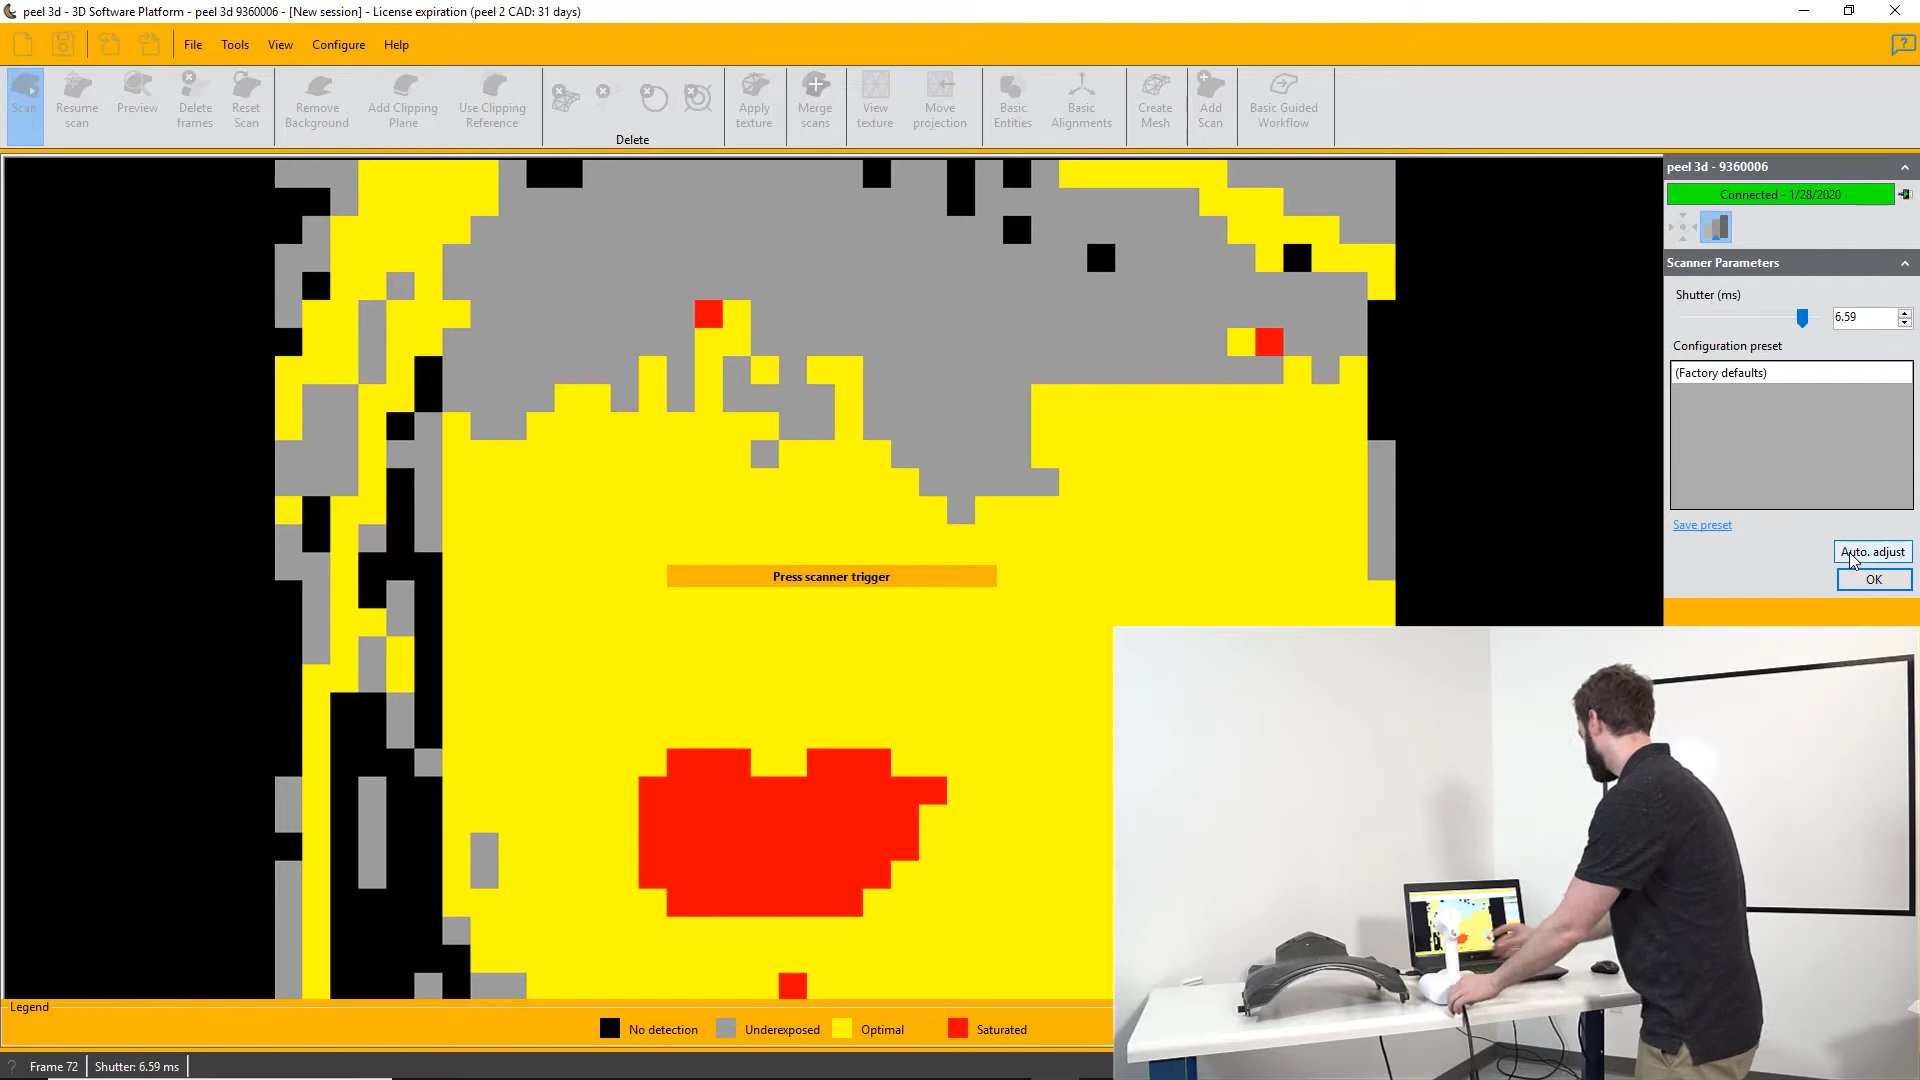 peel 3d - 3D Software Platform - peel 3d 9360006 - [New session] - License expiration (peel 2 CAD: 31 days)
File Tools View Configure Help
Scan
Resume scan
Preview
Delete frames
Reset Scan
Remove Background
Add Clipping Plane
Use Clipping Reference
Delete
Apply texture
Merge scans
View texture
Move projection
Basic Entities
Basic Alignments
Create Mesh
Add Scan
Basic Guided Workflow
peel 3d - 9360006
Connected - 1/28/2020
Scanner Parameters
Shutter (ms)
6.59
Configuration preset
(Factory defaults)
Save preset
Auto. adjust
OK
Press scanner trigger
Legend
No detection Underexposed Optimal Saturated
Frame 72 Shutter: 6.59 ms